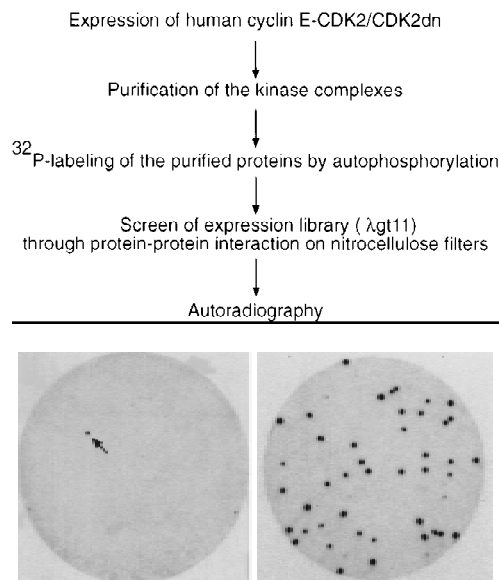 Expression of human cyclin E-CDK2/CDK2dn
Purification of the kinase complexes
32P-labeling of the purified proteins by autophosphorylation
Screen of expression library ( λgt11)
through protein-protein interaction on nitrocellulose filters
Autoradiography